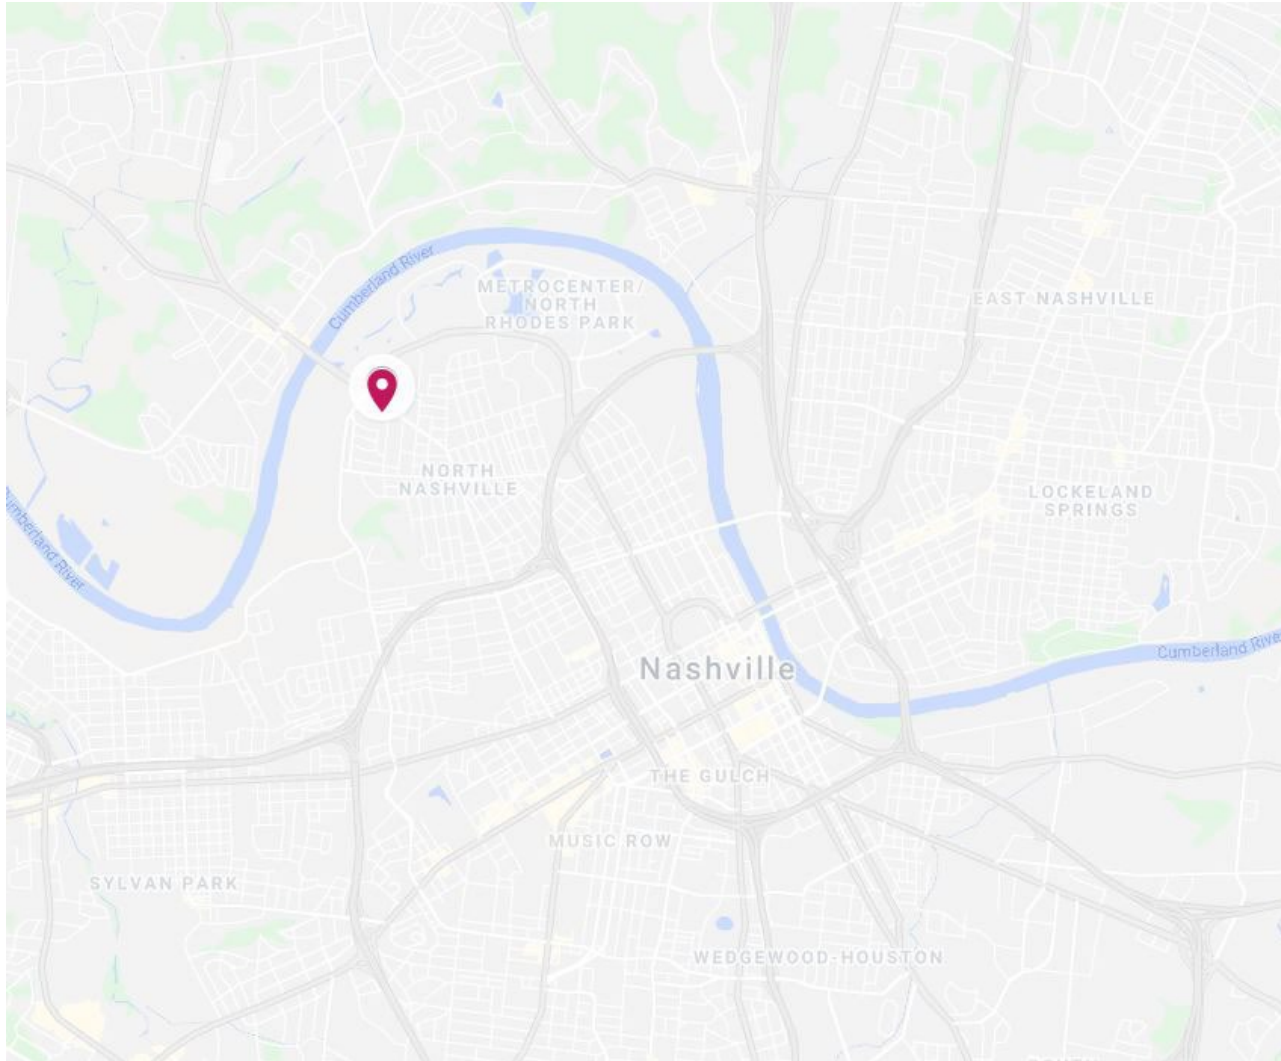 Cumberland River
METROCENTER/
NORTH
RHODES PARK
EAST NASHVILLE
NORTH
NASHVILLE
LOCKELAND
SPRINGS
Cumberland River
Cumberland River
Nashville
THE GULCH
MUSIC ROW
SYLVAN PARK
WEDGEWOOD-HOUSTON